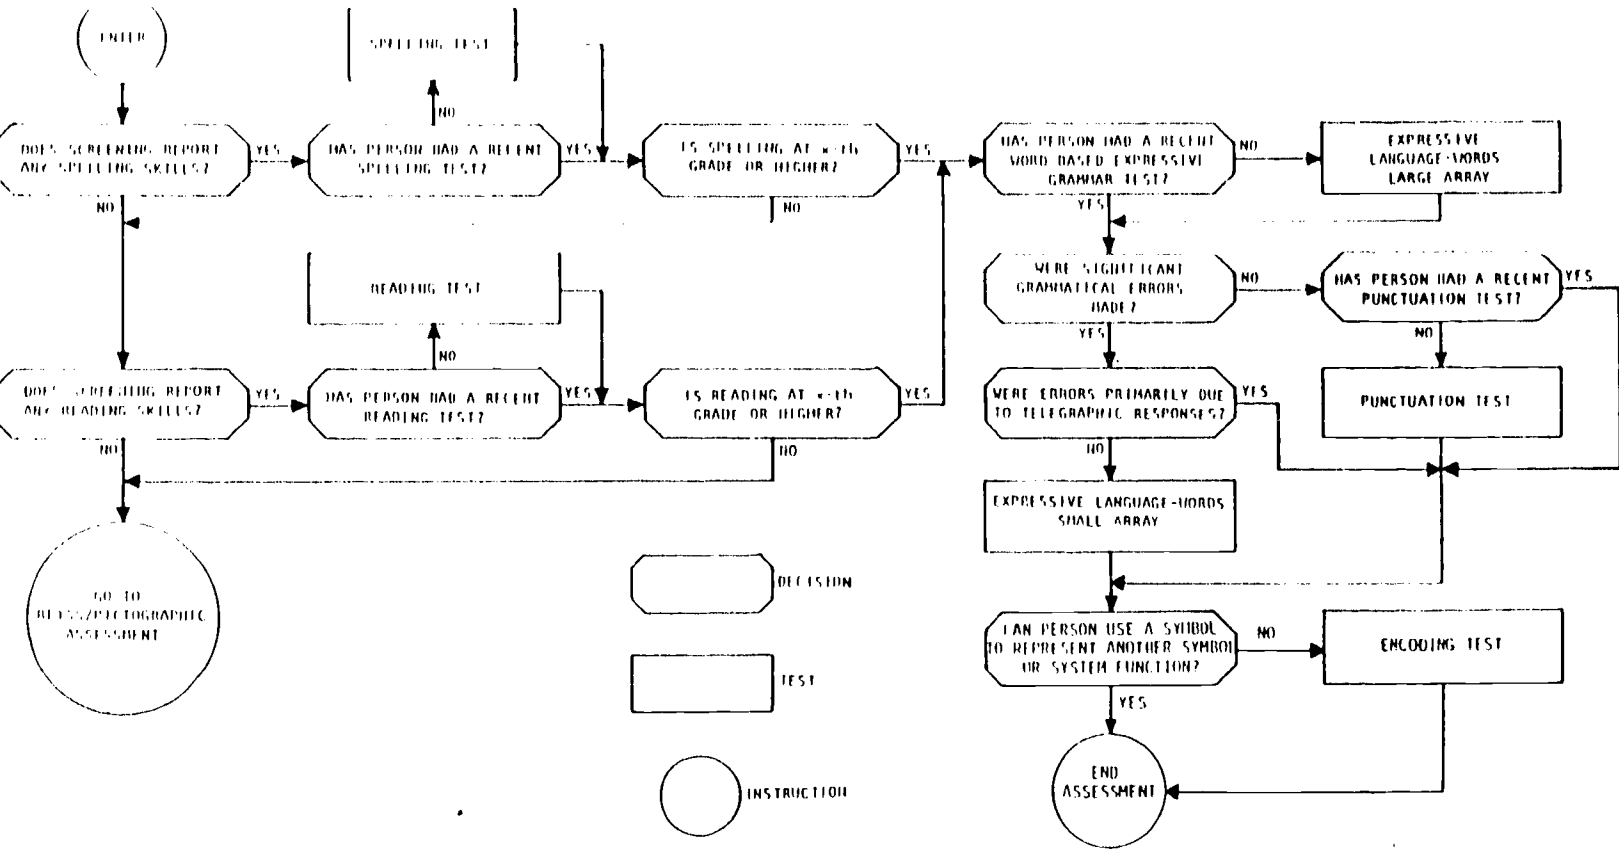 ENTER
SPELLING TEST
NO
DOES SCREENING REPORT
ANY SPELLING SKILLS?
YES
HAS PERSON HAD A RECENT
SPELLING TEST?
YES
IS SPELLING AT x-th
GRADE OR HIGHER?
YES
HAS PERSON HAD A RECENT
WORD BASED EXPRESSIVE
GRAMMAR TEST?
NO
EXPRESSIVE
LANGUAGE-WORDS
LARGE ARRAY
NO
NO
YES
READING TEST
NO
WERE SIGNIFICANT
GRAMMATICAL ERRORS
MADE?
NO
HAS PERSON HAD A RECENT
PUNCTUATION TEST?
YES
YES
NO
DOES SCREENING REPORT
ANY READING SKILLS?
YES
HAS PERSON HAD A RECENT
READING TEST?
YES
IS READING AT x-th
GRADE OR HIGHER?
YES
WERE ERRORS PRIMARILY DUE
TO TELEGRAPHIC RESPONSES?
YES
PUNCTUATION TEST
NO
NO
NO
EXPRESSIVE LANGUAGE-WORDS
SMALL ARRAY
GO TO
BLISS/PICTOGRAPHIC
ASSESSMENT
DECISION
TEST
INSTRUCTION
CAN PERSON USE A SYMBOL
TO REPRESENT ANOTHER SYMBOL
OR SYSTEM FUNCTION?
NO
ENCODING TEST
YES
END
ASSESSMENT